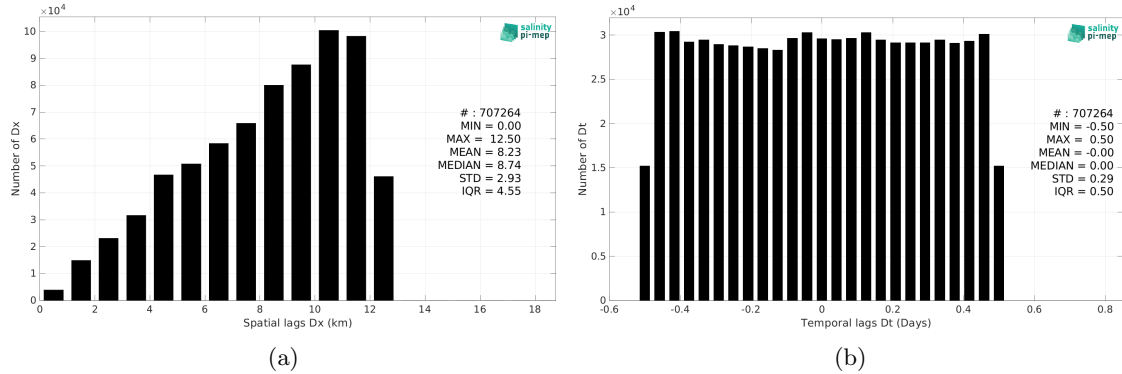 ×10⁴
10
9
8
7
6
5
4
3
2
1
0
Number of Dx
0 2 4 6 8 10 12 14 16 18
Spatial lags Dx (km)
salinity
pi-mep
# : 707264
MIN = 0.00
MAX = 12.50
MEAN = 8.23
MEDIAN = 8.74
STD = 2.93
IQR = 4.55
(a)
×10⁴
3
2.5
2
1.5
1
0.5
0
Number of Dt
-0.6 -0.4 -0.2 0 0.2 0.4 0.6 0.8
Temporal lags Dt (Days)
salinity
pi-mep
# : 707264
MIN = -0.50
MAX = 0.50
MEAN = -0.00
MEDIAN = 0.00
STD = 0.29
IQR = 0.50
(b)